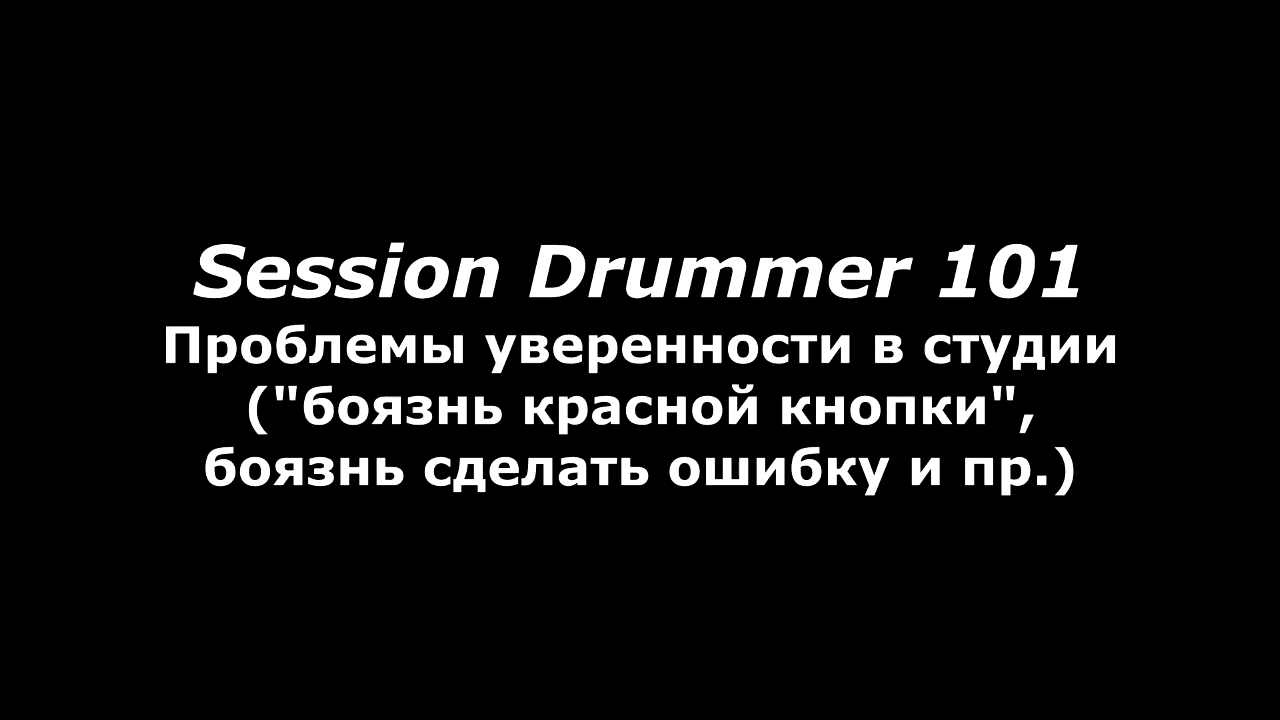 Session Drummer 101
Проблемы уверенности в студии
("боязнь красной кнопки",
боязнь сделать ошибку и пр.)